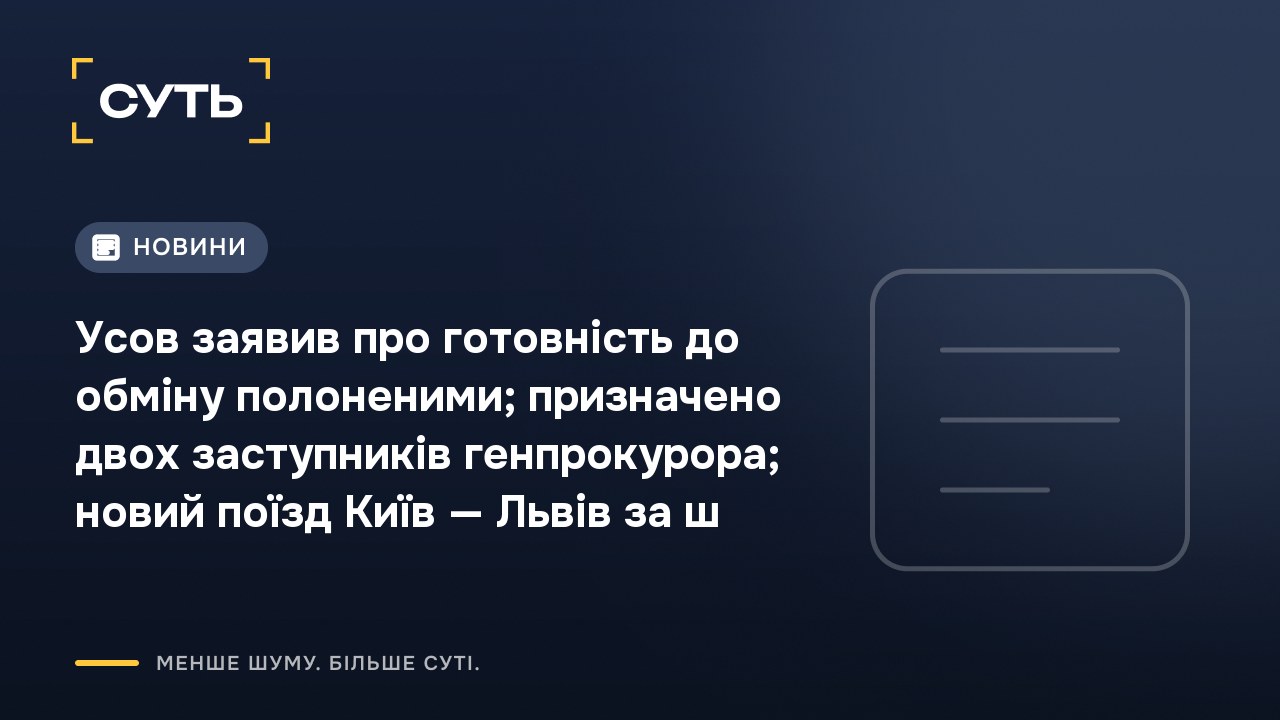 СУТЬ
НОВИНИ
Усов заявив про готовність до
обміну полоненими; призначено
двох заступників генпрокурора;
новий поїзд Київ — Львів за ш
МЕНШЕ ШУМУ. БІЛЬШЕ СУТІ.